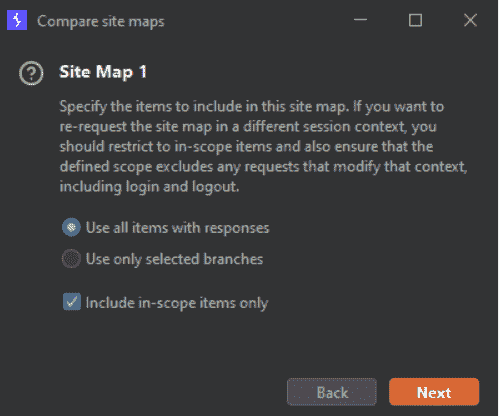 Compare site maps
Site Map 1
Specify the items to include in this site map. If you want to
re-request the site map in a different session context, you
should restrict to in-scope items and also ensure that the
defined scope excludes any requests that modify that context,
including login and logout.
Use all items with responses
Use only selected branches
Include in-scope items only
Back
Next